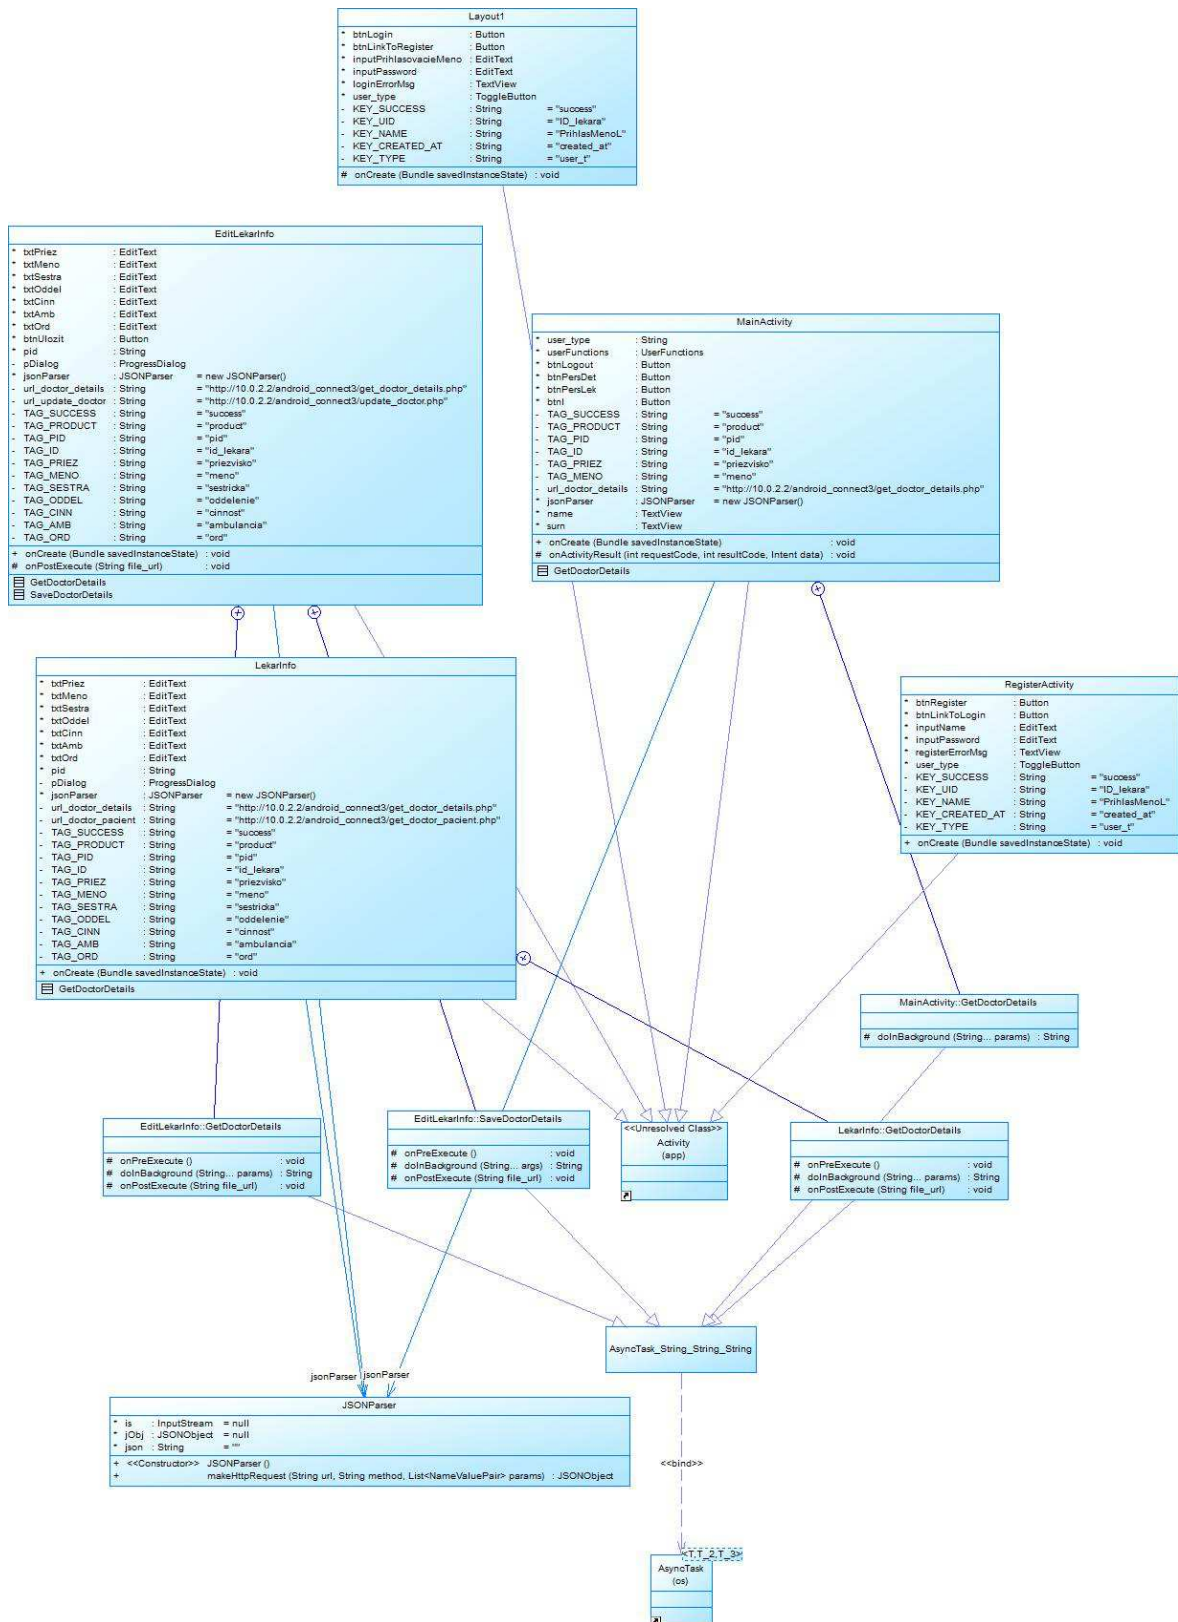 Layout1
* btnLogin : Button
* btnLinkToRegister : Button
* inputPrihlasovacieMeno : EditText
* inputPassword : EditText
* loginErrorMsg : TextView
* user_type : ToggleButton
- KEY_SUCCESS : String = "success"
- KEY_UID : String = "ID_lekara"
- KEY_NAME : String = "PrihlasMenoL"
- KEY_CREATED_AT : String = "created_at"
- KEY_TYPE : String = "user_t"
# onCreate (Bundle savedInstanceState) : void
EditLekarInfo
* txtPriez : EditText
* txtMeno : EditText
* txtSestra : EditText
* txtOddel : EditText
* txtCinn : EditText
* txtAmb : EditText
* txtOrd : EditText
* btnUlozit : Button
* pid : String
- pDialog : ProgressDialog
* jsonParser : JSONParser = new JSONParser()
- url_doctor_details : String = "http://10.0.2.2/android_connect3/get_doctor_details.php"
- url_update_doctor : String = "http://10.0.2.2/android_connect3/update_doctor.php"
- TAG_SUCCESS : String = "success"
- TAG_PRODUCT : String = "product"
- TAG_PID : String = "pid"
- TAG_ID : String = "id_lekara"
- TAG_PRIEZ : String = "priezvisko"
- TAG_MENO : String = "meno"
- TAG_SESTRA : String = "sestricka"
- TAG_ODDEL : String = "oddelenie"
- TAG_CINN : String = "cinnost"
- TAG_AMB : String = "ambulancia"
- TAG_ORD : String = "ord"
+ onCreate (Bundle savedInstanceState) : void
# onPostExecute (String file_url) : void
GetDoctorDetails
SaveDoctorDetails
MainActivity
* user_type : String
* userFunctions : UserFunctions
* btnLogout : Button
* btnPersDet : Button
* btnPersLek : Button
* btnI : Button
- TAG_SUCCESS : String = "success"
- TAG_PRODUCT : String = "product"
- TAG_PID : String = "pid"
- TAG_ID : String = "id_lekara"
- TAG_PRIEZ : String = "priezvisko"
- TAG_MENO : String = "meno"
- url_doctor_details : String = "http://10.0.2.2/android_connect3/get_doctor_details.php"
* jsonParser : JSONParser = new JSONParser()
* name : TextView
* surn : TextView
+ onCreate (Bundle savedInstanceState) : void
# onActivityResult (int requestCode, int resultCode, Intent data) : void
GetDoctorDetails
LekarInfo
* txtPriez : EditText
* txtMeno : EditText
* txtSestra : EditText
* txtOddel : EditText
* txtCinn : EditText
* txtAmb : EditText
* txtOrd : EditText
* pid : String
- pDialog : ProgressDialog
* jsonParser : JSONParser = new JSONParser()
- url_doctor_details : String = "http://10.0.2.2/android_connect3/get_doctor_details.php"
- url_doctor_pacient : String = "http://10.0.2.2/android_connect3/get_doctor_pacient.php"
- TAG_SUCCESS : String = "success"
- TAG_PRODUCT : String = "product"
- TAG_PID : String = "pid"
- TAG_ID : String = "id_lekara"
- TAG_PRIEZ : String = "priezvisko"
- TAG_MENO : String = "meno"
- TAG_SESTRA : String = "sestricka"
- TAG_ODDEL : String = "oddelenie"
- TAG_CINN : String = "cinnost"
- TAG_AMB : String = "ambulancia"
- TAG_ORD : String = "ord"
+ onCreate (Bundle savedInstanceState) : void
GetDoctorDetails
RegisterActivity
* btnRegister : Button
* btnLinkToLogin : Button
* inputName : EditText
* inputPassword : EditText
* registerErrorMsg : TextView
* user_type : ToggleButton
- KEY_SUCCESS : String = "success"
- KEY_UID : String = "ID_lekara"
- KEY_NAME : String = "PrihlasMenoL"
- KEY_CREATED_AT : String = "created_at"
- KEY_TYPE : String = "user_t"
+ onCreate (Bundle savedInstanceState) : void
MainActivity::GetDoctorDetails
# doInBackground (String... params) : String
EditLekarInfo::GetDoctorDetails
# onPreExecute () : void
# doInBackground (String... params) : String
# onPostExecute (String file_url) : void
EditLekarInfo::SaveDoctorDetails
# onPreExecute () : void
# doInBackground (String... args) : String
# onPostExecute (String file_url) : void
<<Unresolved Class>>
Activity
(app)
LekarInfo::GetDoctorDetails
# onPreExecute () : void
# doInBackground (String... params) : String
# onPostExecute (String file_url) : void
AsyncTask_String_String_String
jsonParser
jsonParser
JSONParser
* is : InputStream = null
* jObj : JSONObject = null
* json : String = ""
+ <<Constructor>> JSONParser ()
+ makeHttpRequest (String url, String method, List<NameValuePair> params) : JSONObject
<<bind>>
<T,T_2,T_3>
AsyncTask
(os)